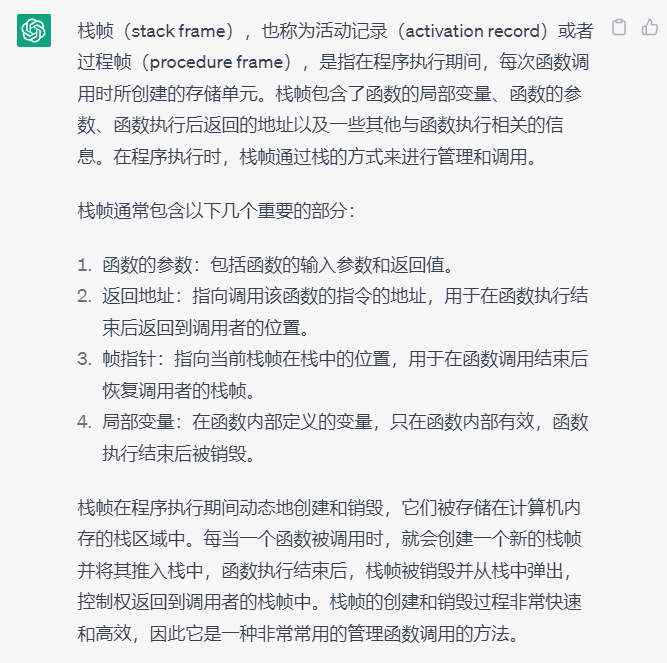 栈帧（stack frame），也称为活动记录（activation record）或者
过程帧（procedure frame），是指在程序执行期间，每次函数调
用时所创建的存储单元。栈帧包含了函数的局部变量、函数的参
数、函数执行后返回的地址以及一些其他与函数执行相关的信
息。在程序执行时，栈帧通过栈的方式来进行管理和调用。
栈帧通常包含以下几个重要的部分：
1. 函数的参数：包括函数的输入参数和返回值。
2. 返回地址：指向调用该函数的指令的地址，用于在函数执行结
束后返回到调用者的位置。
3. 帧指针：指向当前栈帧在栈中的位置，用于在函数调用结束后
恢复调用者的栈帧。
4. 局部变量：在函数内部定义的变量，只在函数内部有效，函数
执行结束后被销毁。
栈帧在程序执行期间动态地创建和销毁，它们被存储在计算机内
存的栈区域中。每当一个函数被调用时，就会创建一个新的栈帧
并将其推入栈中，函数执行结束后，栈帧被销毁并从栈中弹出，
控制权返回到调用者的栈帧中。栈帧的创建和销毁过程非常快速
和高效，因此它是一种非常常用的管理函数调用的方法。